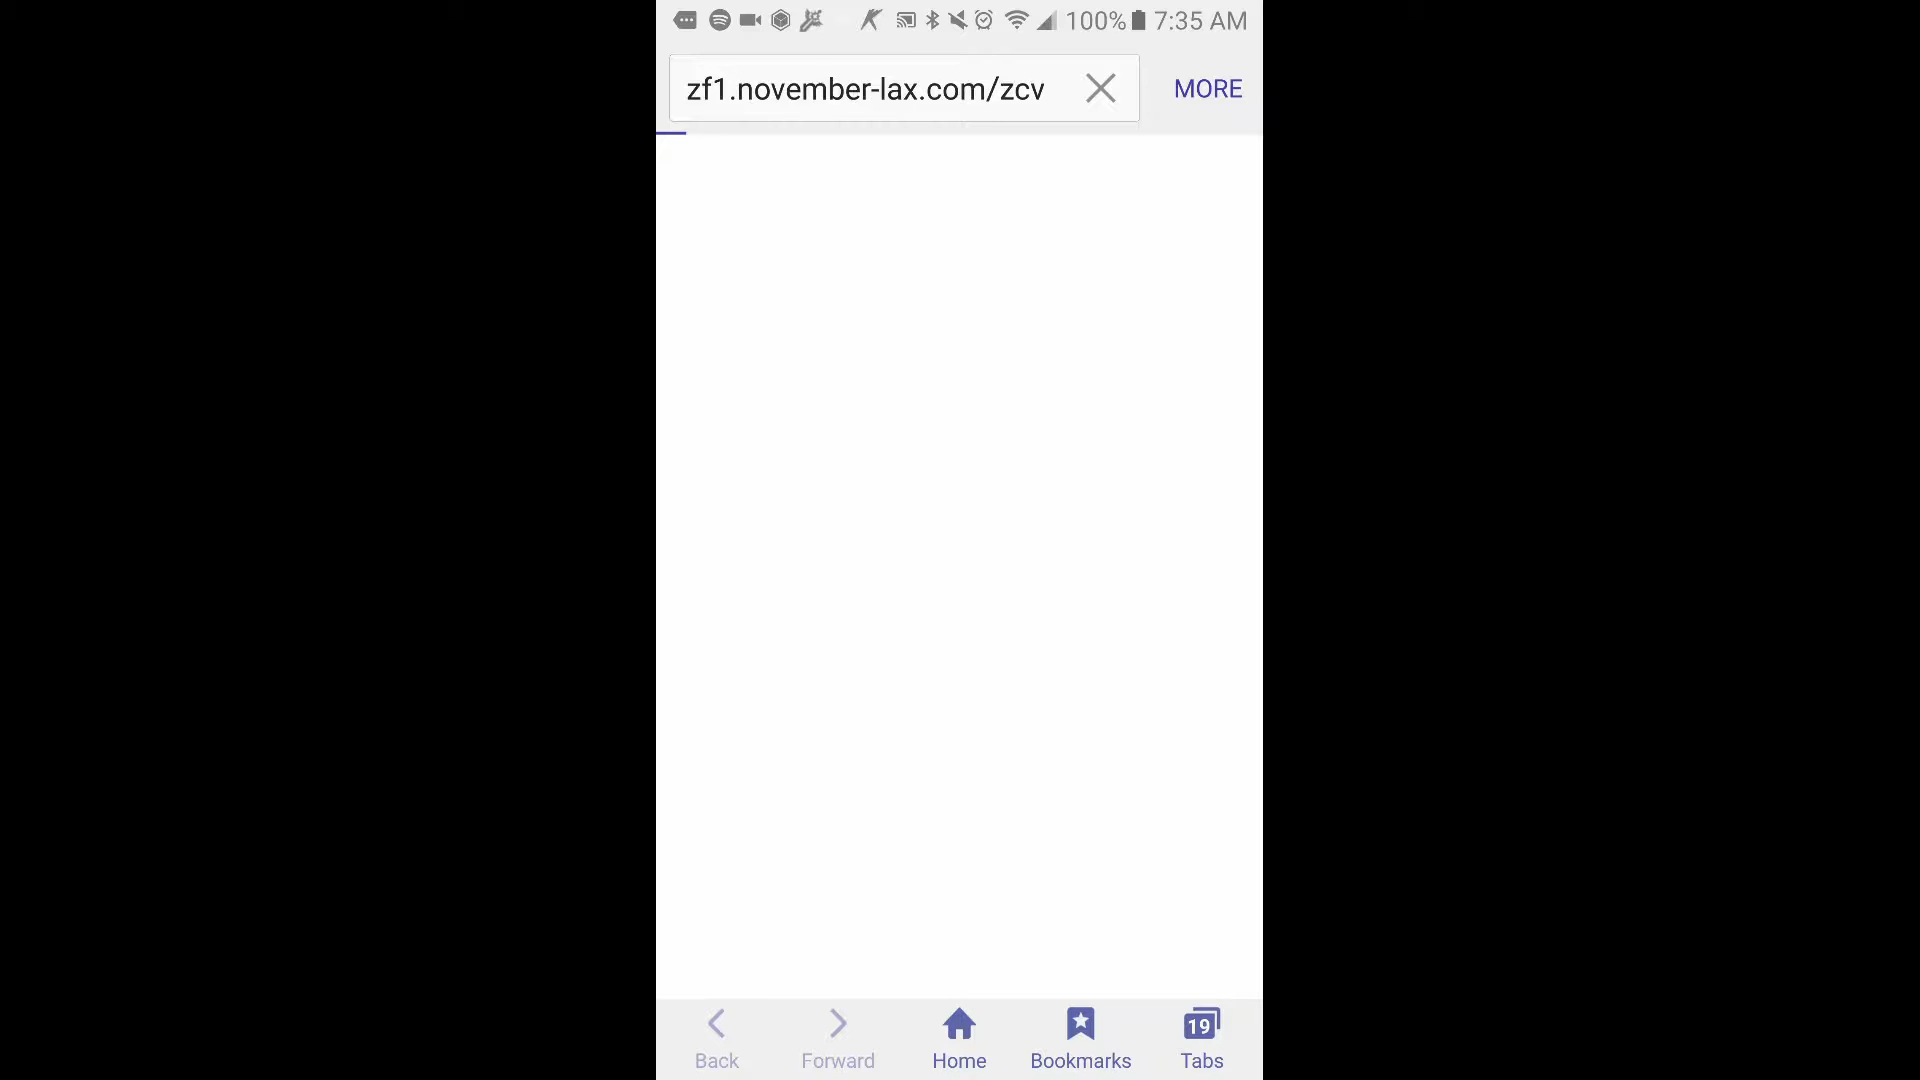 100% 7:35 AM
zf1.november-lax.com/zcv MORE
Back Forward Home Bookmarks 19 Tabs